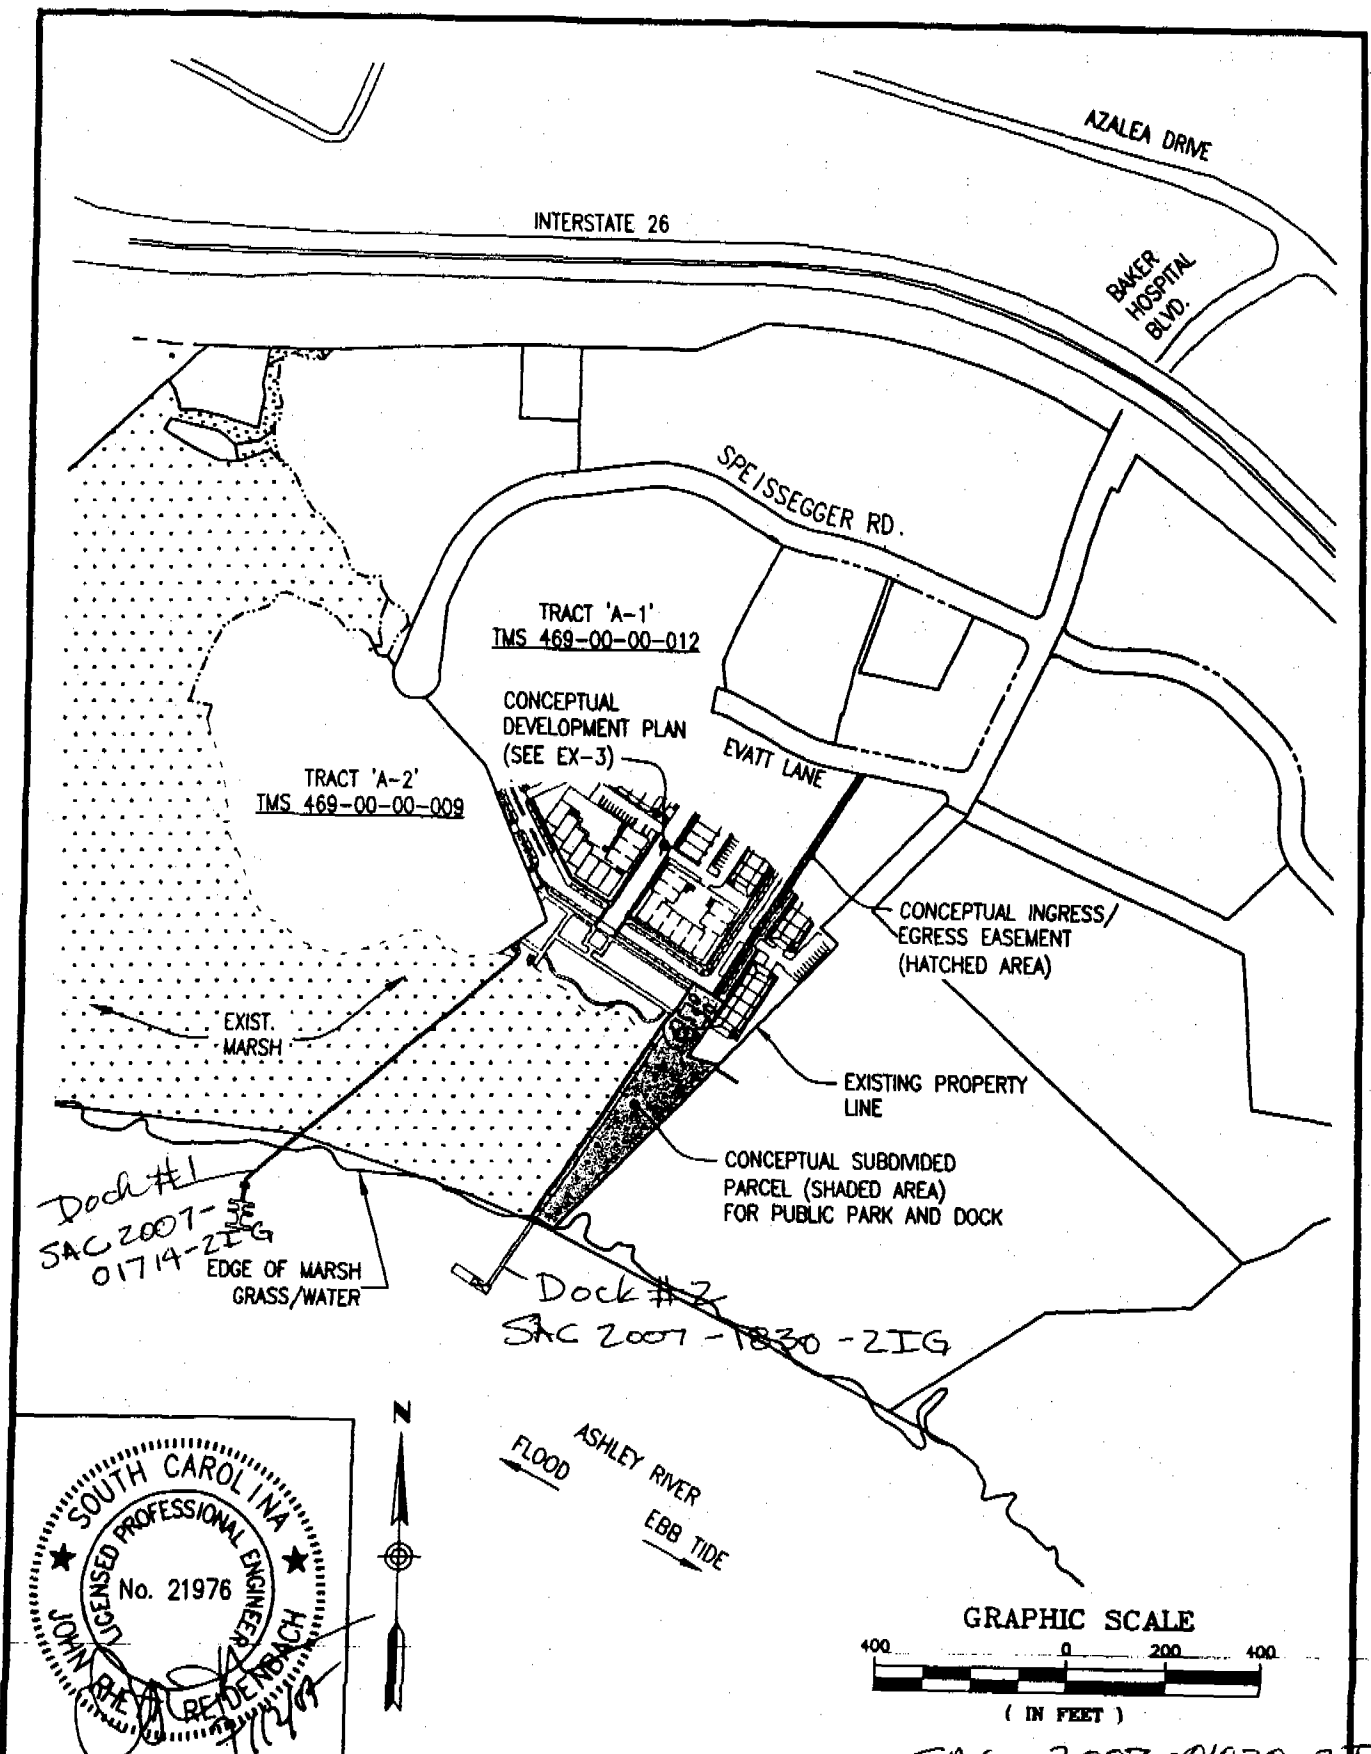 AZALEA DRIVE
INTERSTATE 26
BAKER
HOSPITAL
BLVD.
SPEISSEGGER RD.
TRACT 'A-1'
TMS 469-00-00-012
CONCEPTUAL
DEVELOPMENT PLAN
(SEE EX-3)
EVATT LANE
TRACT 'A-2'
TMS 469-00-00-009
CONCEPTUAL INGRESS/
EGRESS EASEMENT
(HATCHED AREA)
EXIST.
MARSH
EXISTING PROPERTY
LINE
CONCEPTUAL SUBDIVIDED
PARCEL (SHADED AREA)
FOR PUBLIC PARK AND DOCK
Dock #1
SAC 2007-
01714-2IG
EDGE OF MARSH
GRASS/WATER
Dock #2
SAC 2007-1830-2IG
N
FLOOD
ASHLEY RIVER
EBB TIDE
SOUTH CAROLINA
LICENSED PROFESSIONAL ENGINEER
No. 21976
JOHN REIDENBACH
GRAPHIC SCALE
400 0 200 400
( IN FEET )